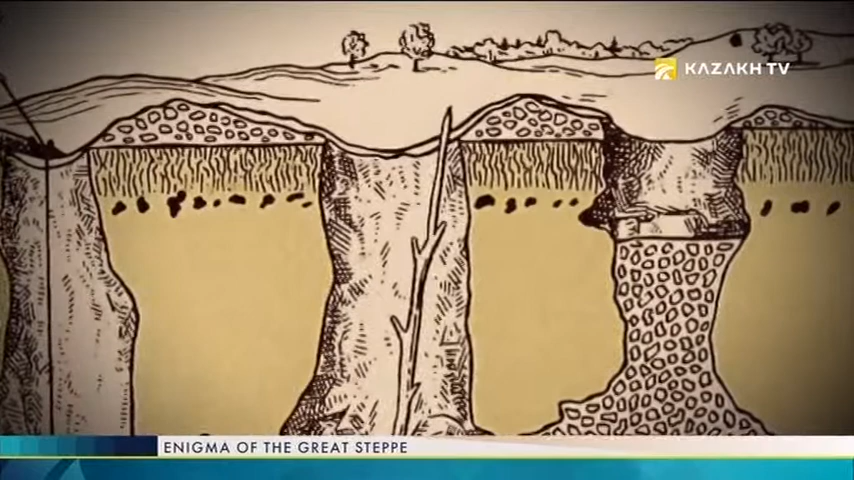 KAZAKH TV
ENIGMA OF THE GREAT STEPPE